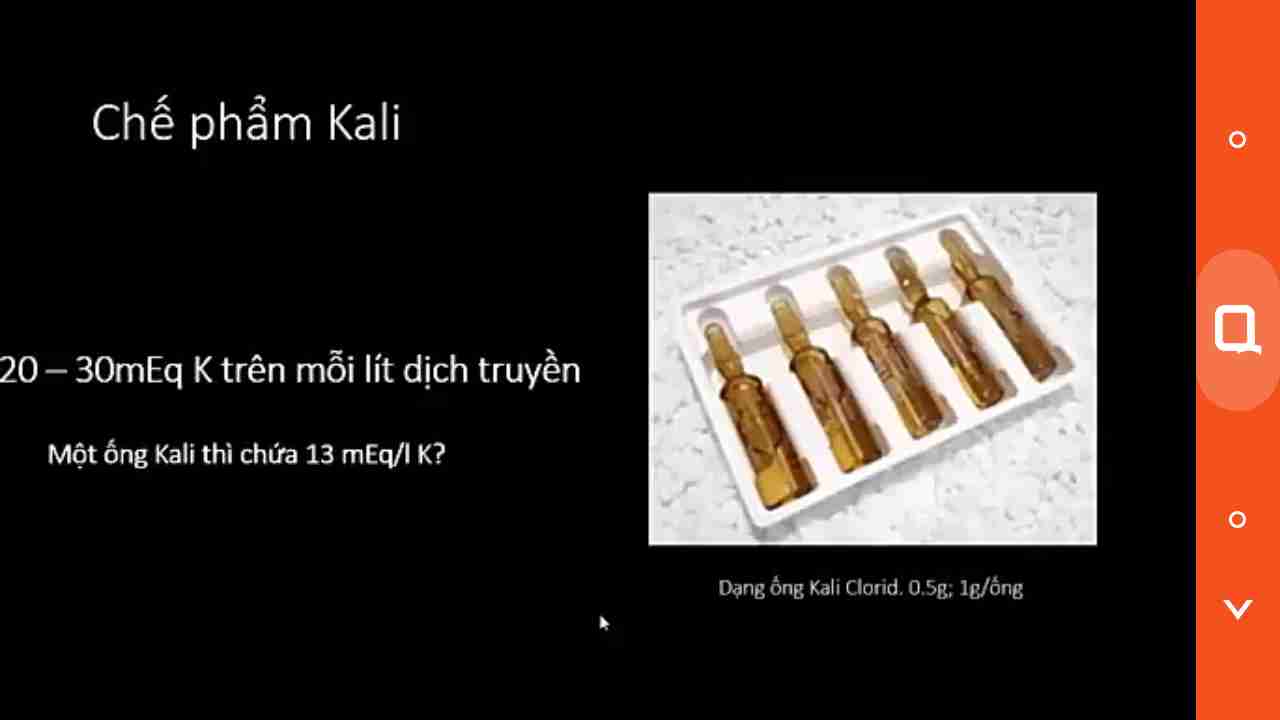 Chế phẩm Kali
20 – 30mEq K trên mỗi lít dịch truyền
Một ống Kali thì chứa 13 mEq/l K?
Dạng ống Kali Clorid. 0.5g; 1g/ống